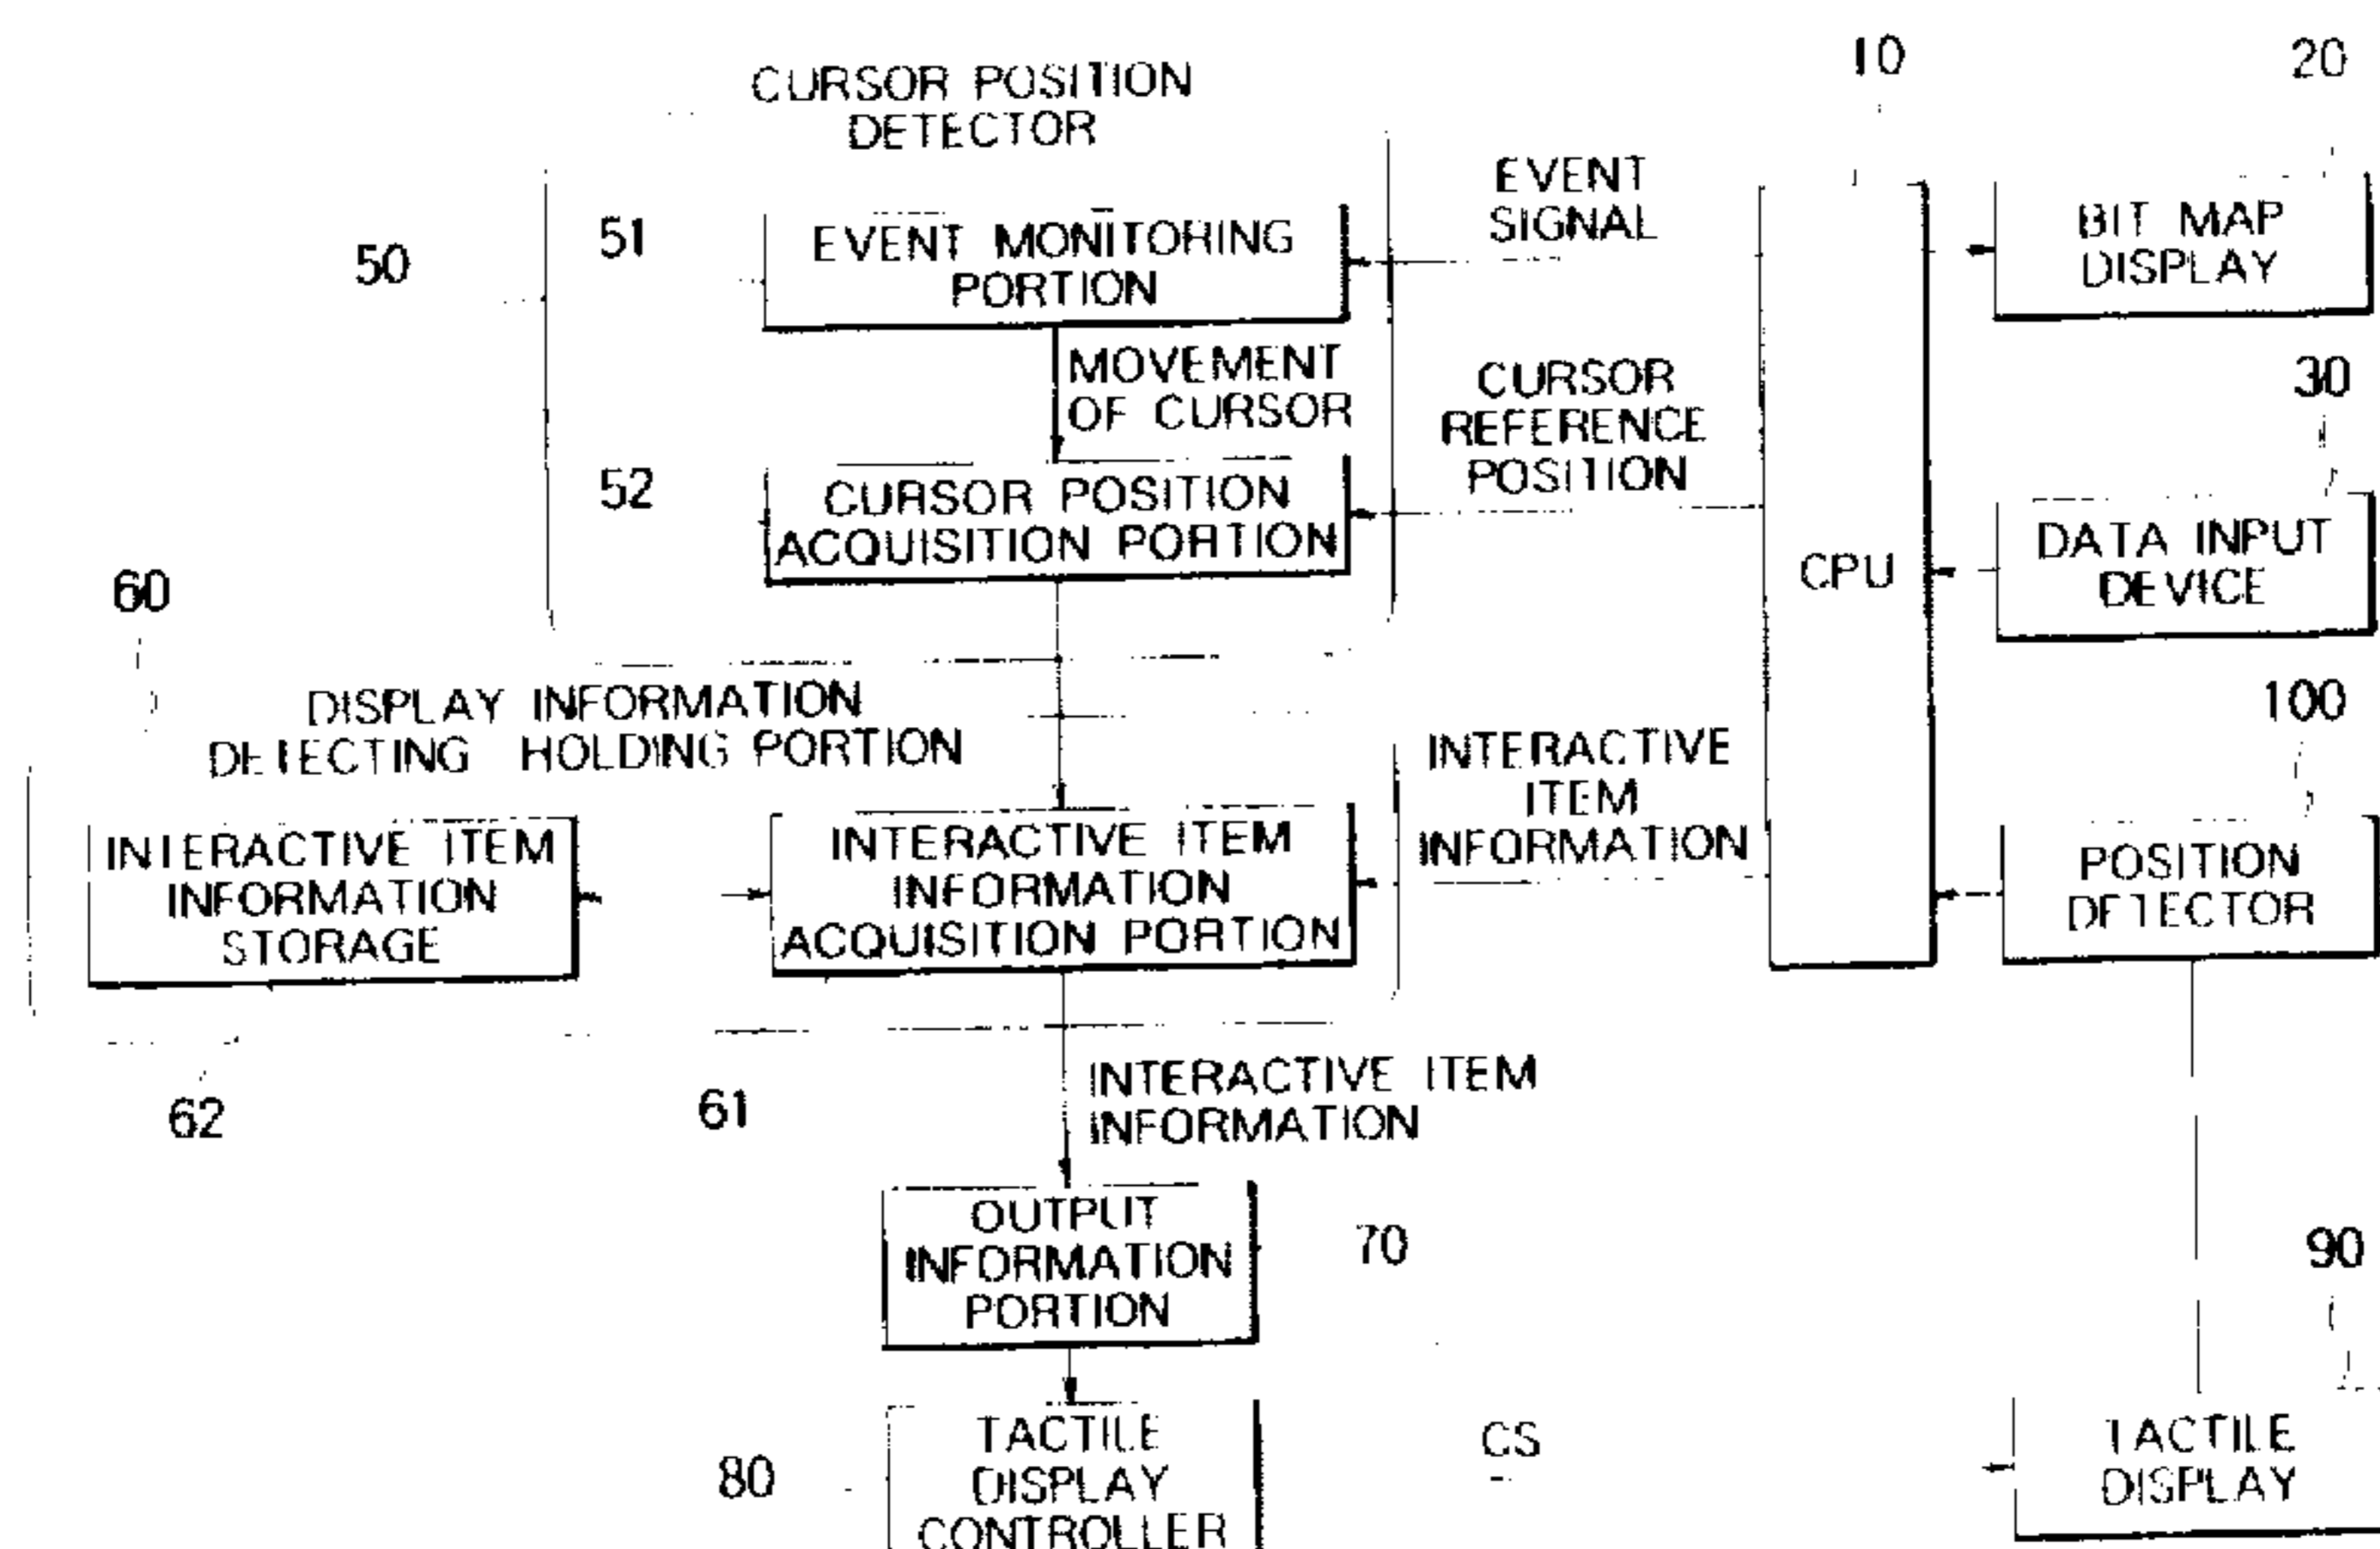 10
20
CURSOR POSITION
DETECTOR
EVENT
SIGNAL
BIT MAP
DISPLAY
50
51
EVENT MONITORING
PORTION
MOVEMENT
OF CURSOR
CURSOR
REFERENCE
POSITION
30
52
CURSOR POSITION
ACQUISITION PORTION
CPU
DATA INPUT
DEVICE
60
DISPLAY INFORMATION
DETECTING HOLDING PORTION
100
INTERACTIVE
ITEM
INFORMATION
INTERACTIVE ITEM
INFORMATION
STORAGE
INTERACTIVE ITEM
INFORMATION
ACQUISITION PORTION
POSITION
DETECTOR
62
61
INTERACTIVE ITEM
INFORMATION
OUTPUT
INFORMATION
PORTION
70
90
80
TACTILE
DISPLAY
CONTROLLER
CS
TACTILE
DISPLAY